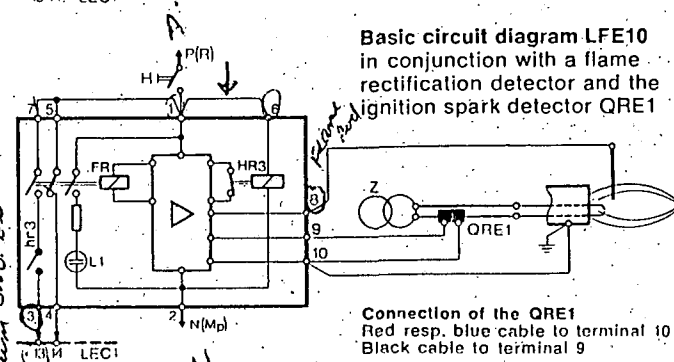 Basic circuit diagram LFE10
in conjunction with a flame
rectification detector and the
ignition spark detector QRE1
P(R)
H
7 5 1 6
FR
HR3
8
Z
9
QRE1
hr3
10
L1
3 4 2
N(Mp)
LEC1
Connection of the QRE1
Red resp. blue cable to terminal 10
Black cable to terminal 9